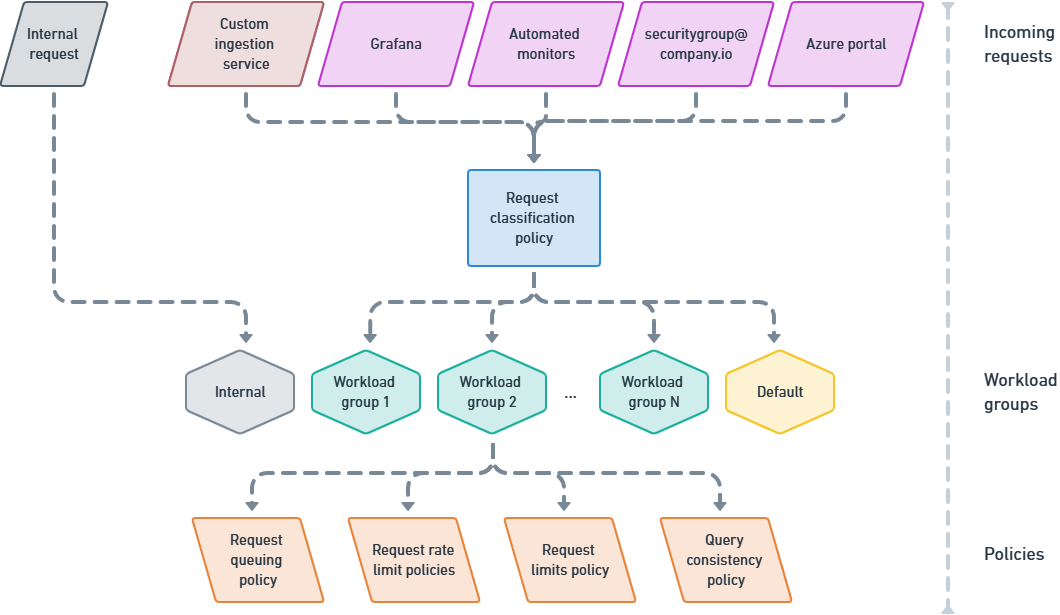 Internal
request
Custom
ingestion
service
Grafana
Automated
monitors
securitygroup@
company.io
Azure portal
Incoming
requests
Request
classification
policy
Internal
Workload
group 1
Workload
group 2
...
Workload
group N
Default
Workload
groups
Request
queuing
policy
Request rate
limit policies
Request
limits policy
Query
consistency
policy
Policies